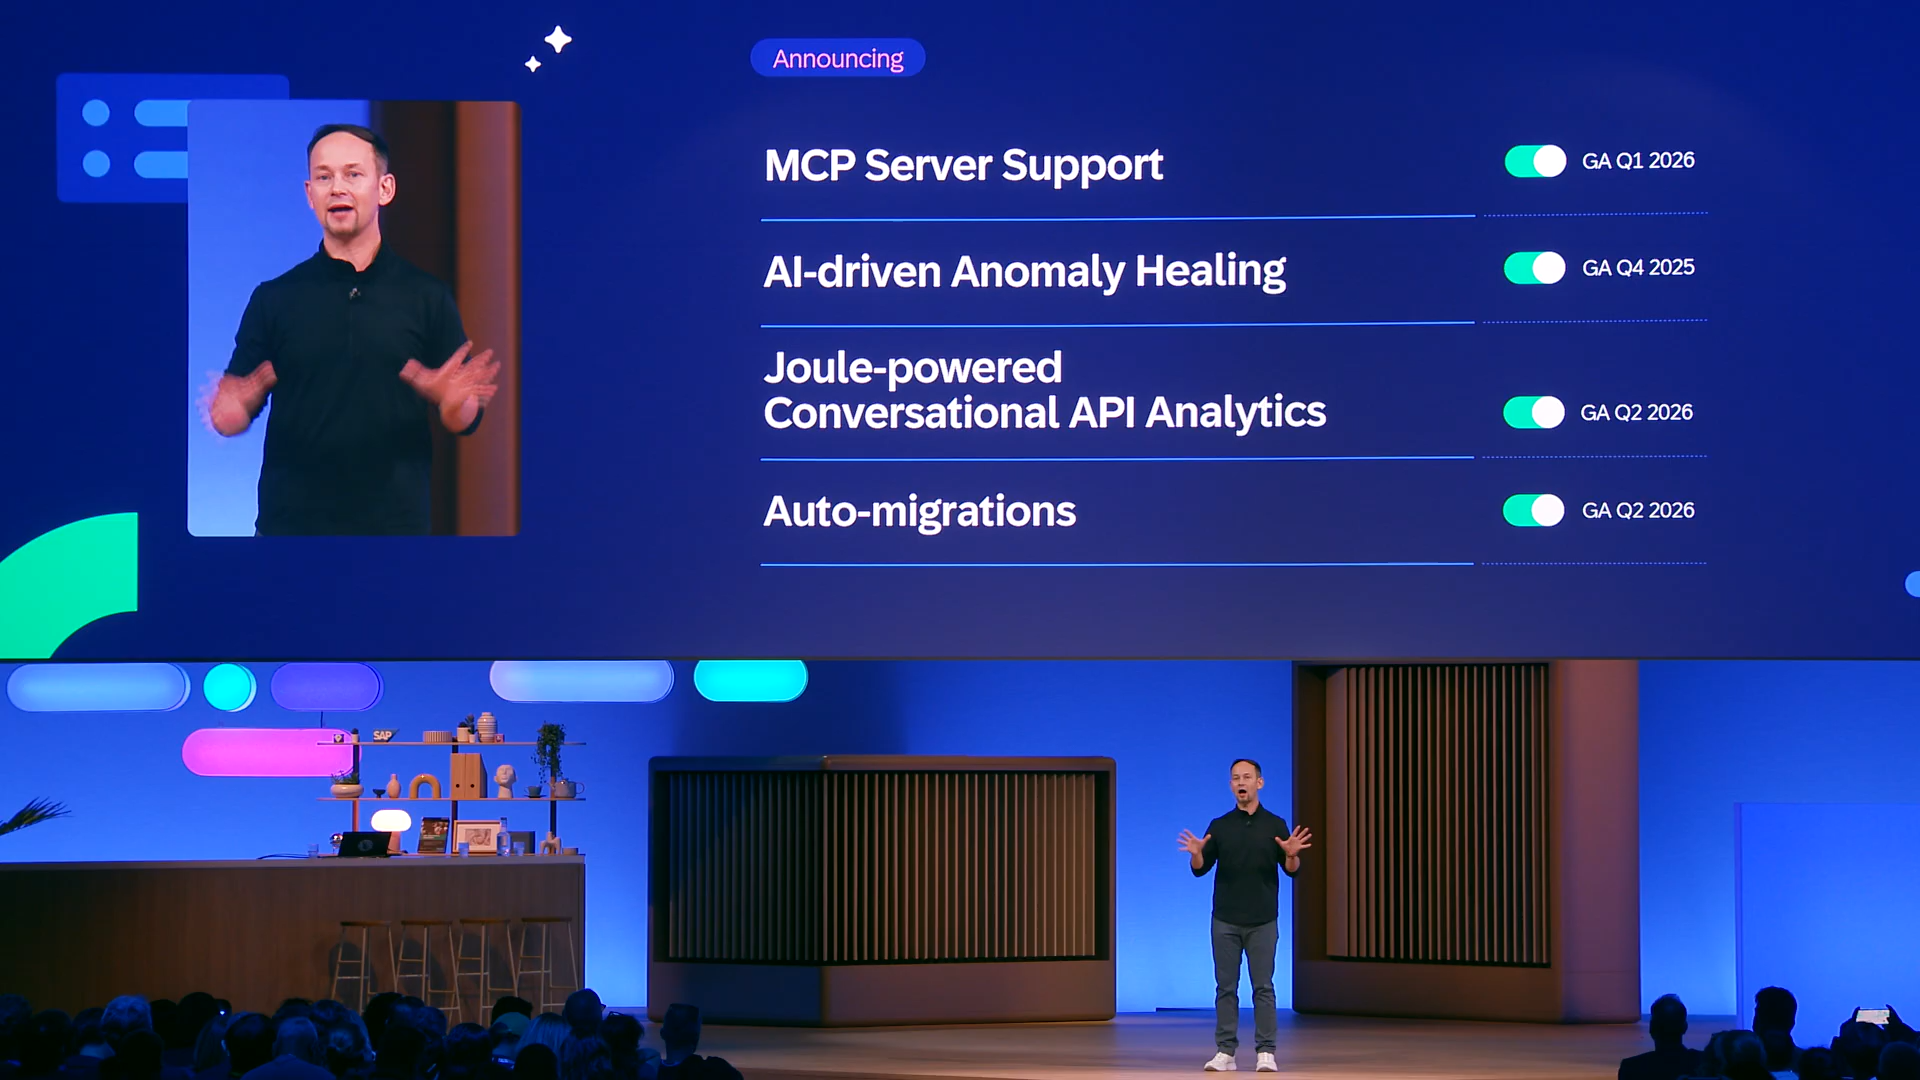 Announcing
MCP Server Support
GA Q1 2026
AI-driven Anomaly Healing
GA Q4 2025
Joule-powered
Conversational API Analytics
GA Q2 2026
Auto-migrations
GA Q2 2026
SAP